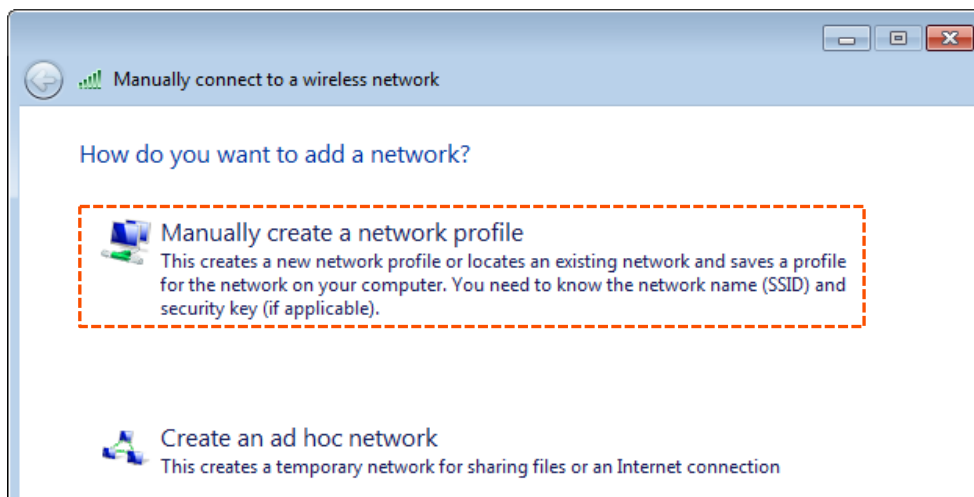 Manually connect to a wireless network
How do you want to add a network?
Manually create a network profile
This creates a new network profile or locates an existing network and saves a profile
for the network on your computer. You need to know the network name (SSID) and
security key (if applicable).
Create an ad hoc network
This creates a temporary network for sharing files or an Internet connection